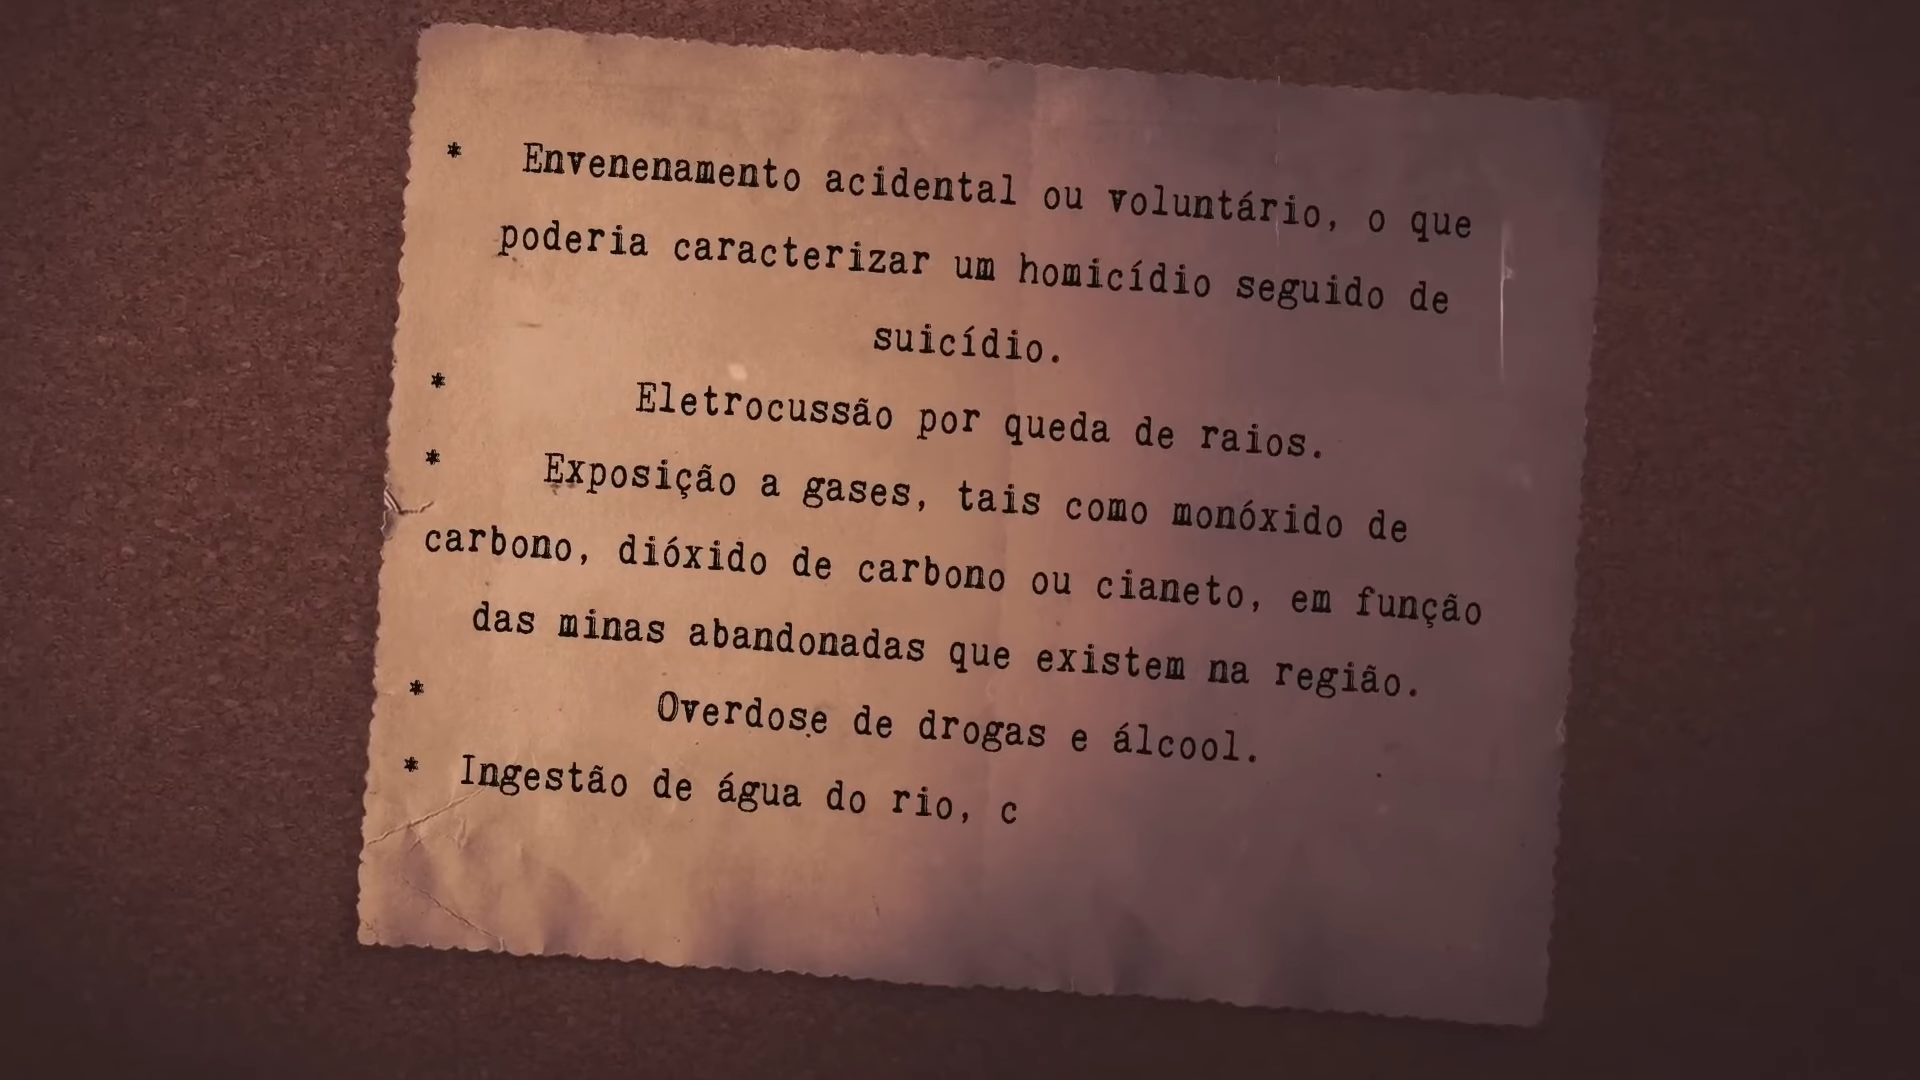 * Envenenamento acidental ou voluntário, o que
poderia caracterizar um homicídio seguido de
suicídio.
* Eletrocussão por queda de raios.
* Exposição a gases, tais como monóxido de
carbono, dióxido de carbono ou cianeto, em função
das minas abandonadas que existem na região.
* Overdose de drogas e álcool.
* Ingestão de água do rio, c